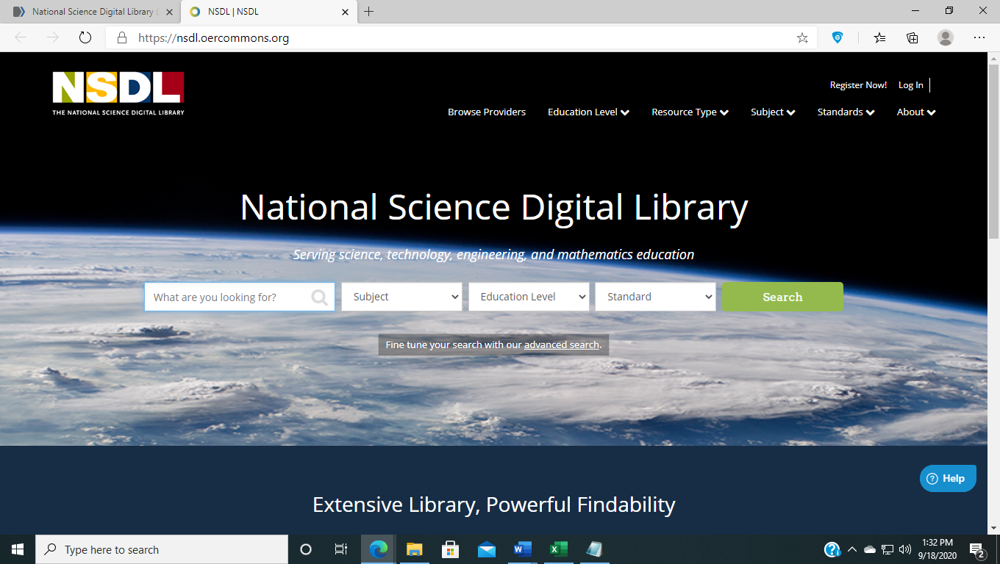 National Science Digital Library (
NSDL | NSDL
https://nsdl.oercommons.org
NSDL
THE NATIONAL SCIENCE DIGITAL LIBRARY
Register Now! Log In
Browse Providers Education Level Resource Type Subject Standards About
National Science Digital Library
Serving science, technology, engineering, and mathematics education
What are you looking for? Subject Education Level Standard Search
Fine tune your search with our advanced search.
Help
Extensive Library, Powerful Findability
Type here to search
1:32 PM
9/18/2020
2